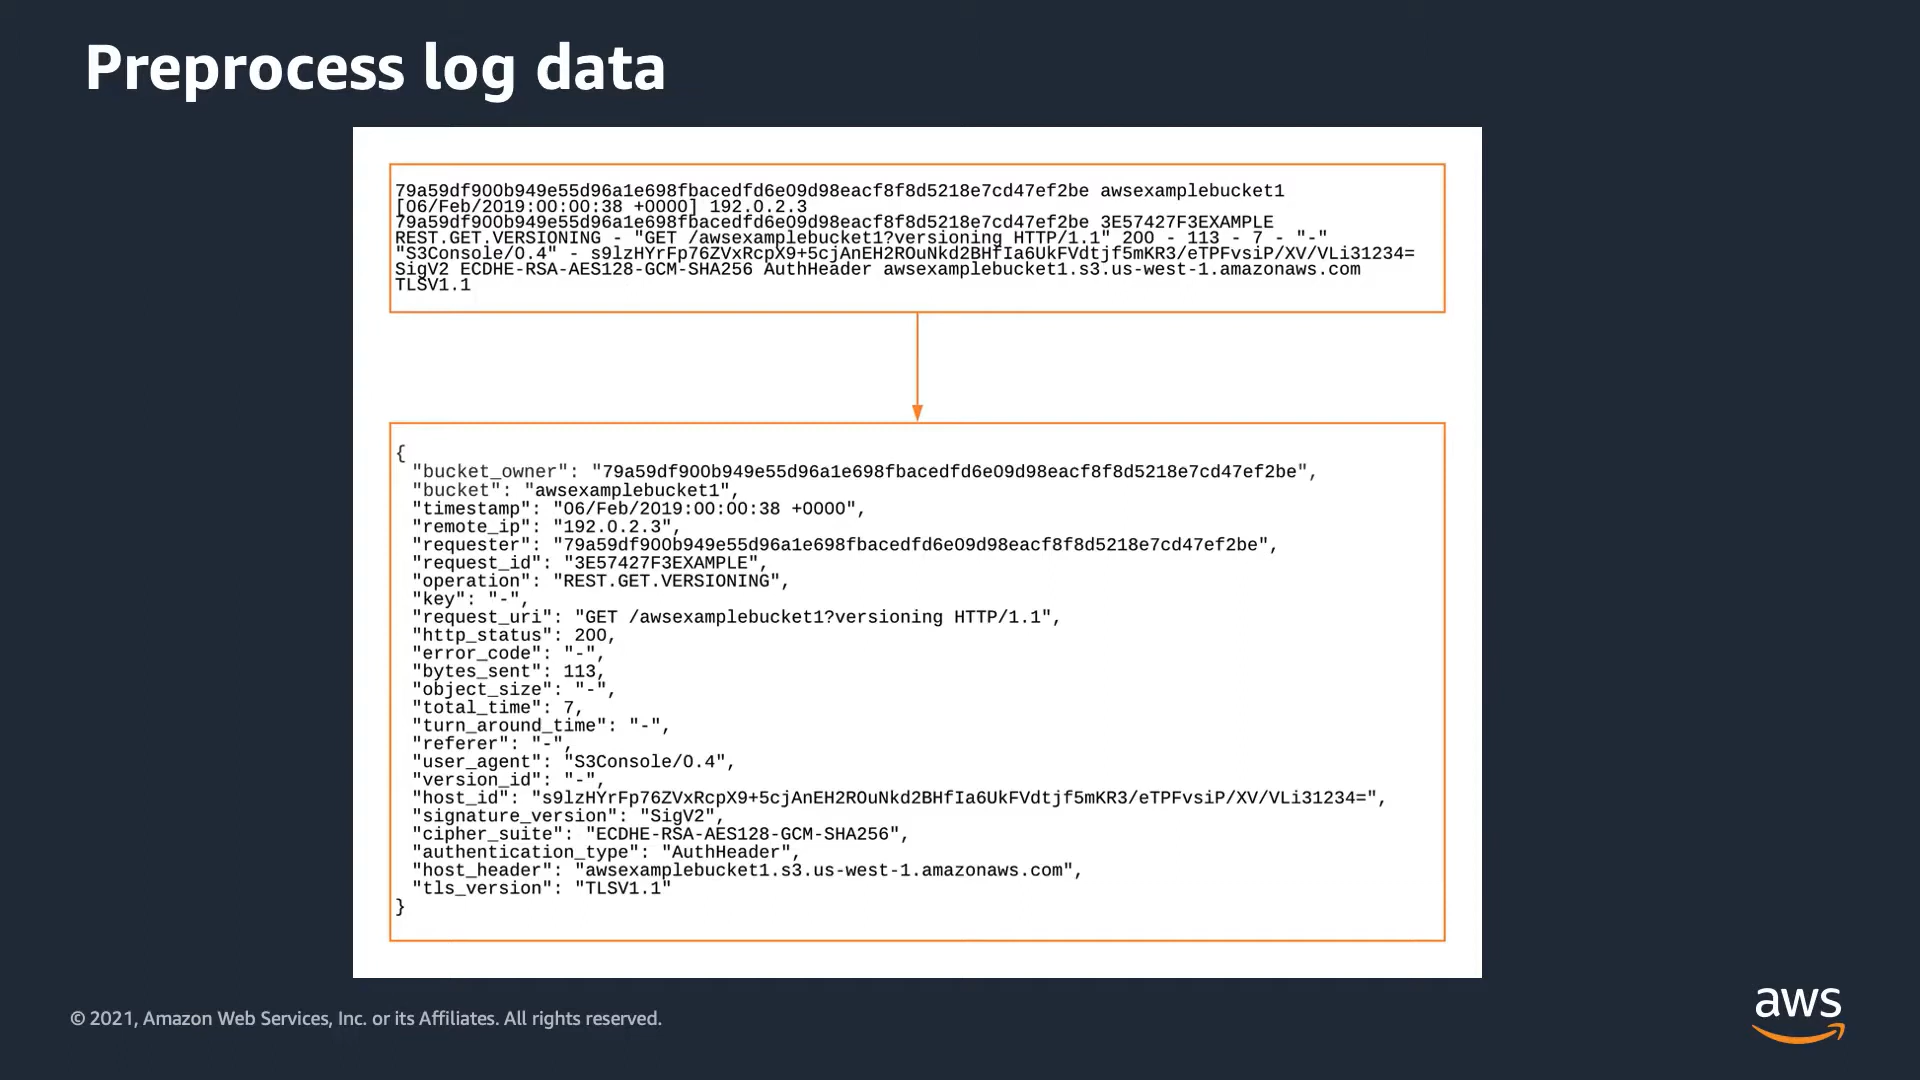 Preprocess log data
79a59df900b949e55d96a1e698fbacedfd6e09d98eacf8f8d5218e7cd47ef2be awsexamplebucket1
[06/Feb/2019:00:00:38 +0000] 192.0.2.3
79a59df900b949e55d96a1e698fbacedfd6e09d98eacf8f8d5218e7cd47ef2be 3E57427F3EXAMPLE
REST.GET.VERSIONING - "GET /awsexamplebucket1?versioning HTTP/1.1" 200 - 113 - 7 - "-"
"S3Console/0.4" - s9lzHYrFp76ZVxRcpX9+5cjAnEH2ROuNkd2BHfIa6UkFVdtjf5mKR3/eTPFvsiP/XV/VLi31234=
SigV2 ECDHE-RSA-AES128-GCM-SHA256 AuthHeader awsexamplebucket1.s3.us-west-1.amazonaws.com
TLSV1.1
{
"bucket_owner": "79a59df900b949e55d96a1e698fbacedfd6e09d98eacf8f8d5218e7cd47ef2be",
"bucket": "awsexamplebucket1",
"timestamp": "06/Feb/2019:00:00:38 +0000",
"remote_ip": "192.0.2.3",
"requester": "79a59df900b949e55d96a1e698fbacedfd6e09d98eacf8f8d5218e7cd47ef2be",
"request_id": "3E57427F3EXAMPLE",
"operation": "REST.GET.VERSIONING",
"key": "-",
"request_uri": "GET /awsexamplebucket1?versioning HTTP/1.1",
"http_status": 200,
"error_code": "-",
"bytes_sent": 113,
"object_size": "-",
"total_time": 7,
"turn_around_time": "-",
"referer": "-",
"user_agent": "S3Console/0.4",
"version_id": "-",
"host_id": "s9lzHYrFp76ZVxRcpX9+5cjAnEH2ROuNkd2BHfIa6UkFVdtjf5mKR3/eTPFvsiP/XV/VLi31234=",
"signature_version": "SigV2",
"cipher_suite": "ECDHE-RSA-AES128-GCM-SHA256",
"authentication_type": "AuthHeader",
"host_header": "awsexamplebucket1.s3.us-west-1.amazonaws.com",
"tls_version": "TLSV1.1"
}
© 2021, Amazon Web Services, Inc. or its Affiliates. All rights reserved.
aws